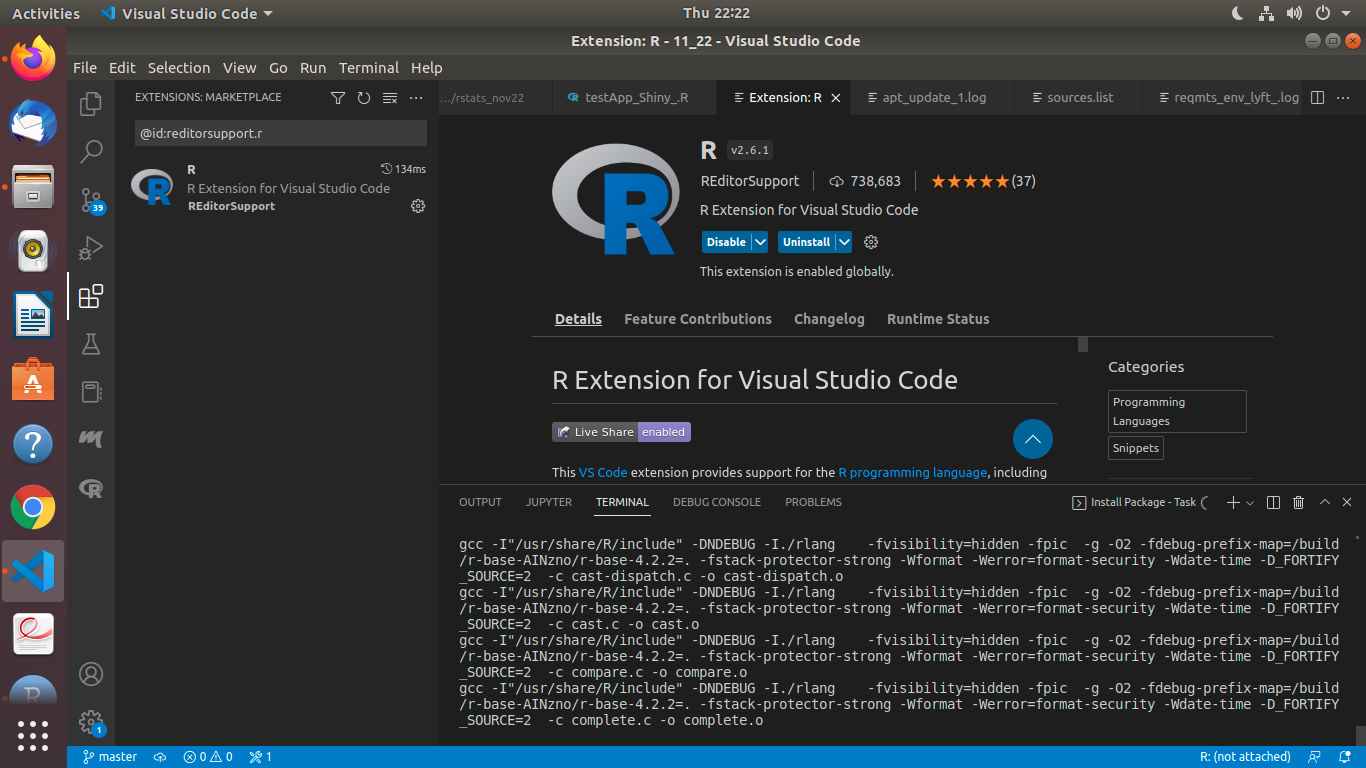 Activities
Visual Studio Code
Thu 22:22
Extension: R - 11_22 - Visual Studio Code
File Edit Selection View Go Run Terminal Help
EXTENSIONS: MARKETPLACE
@id:reditorsupport.r
R
134ms
R Extension for Visual Studio Code
REditorSupport
39
1
…/rstats_nov22
testApp_Shiny_.R
Extension: R
apt_update_1.log
sources.list
reqmts_env_lyft_.log
R
v2.6.1
REditorSupport
738,683
(37)
R Extension for Visual Studio Code
Disable
Uninstall
This extension is enabled globally.
Details
Feature Contributions
Changelog
Runtime Status
R Extension for Visual Studio Code
Live Share enabled
This VS Code extension provides support for the R programming language, including
Categories
Programming
Languages
Snippets
OUTPUT
JUPYTER
TERMINAL
DEBUG CONSOLE
PROBLEMS
Install Package - Task
gcc -I"/usr/share/R/include" -DNDEBUG -I./rlang    -fvisibility=hidden -fpic  -g -O2 -fdebug-prefix-map=/build
/r-base-AINzno/r-base-4.2.2=. -fstack-protector-strong -Wformat -Werror=format-security -Wdate-time -D_FORTIFY
_SOURCE=2  -c cast-dispatch.c -o cast-dispatch.o
gcc -I"/usr/share/R/include" -DNDEBUG -I./rlang    -fvisibility=hidden -fpic  -g -O2 -fdebug-prefix-map=/build
/r-base-AINzno/r-base-4.2.2=. -fstack-protector-strong -Wformat -Werror=format-security -Wdate-time -D_FORTIFY
_SOURCE=2  -c cast.c -o cast.o
gcc -I"/usr/share/R/include" -DNDEBUG -I./rlang    -fvisibility=hidden -fpic  -g -O2 -fdebug-prefix-map=/build
/r-base-AINzno/r-base-4.2.2=. -fstack-protector-strong -Wformat -Werror=format-security -Wdate-time -D_FORTIFY
_SOURCE=2  -c compare.c -o compare.o
gcc -I"/usr/share/R/include" -DNDEBUG -I./rlang    -fvisibility=hidden -fpic  -g -O2 -fdebug-prefix-map=/build
/r-base-AINzno/r-base-4.2.2=. -fstack-protector-strong -Wformat -Werror=format-security -Wdate-time -D_FORTIFY
_SOURCE=2  -c complete.c -o complete.o
master
0
0
1
R: (not attached)